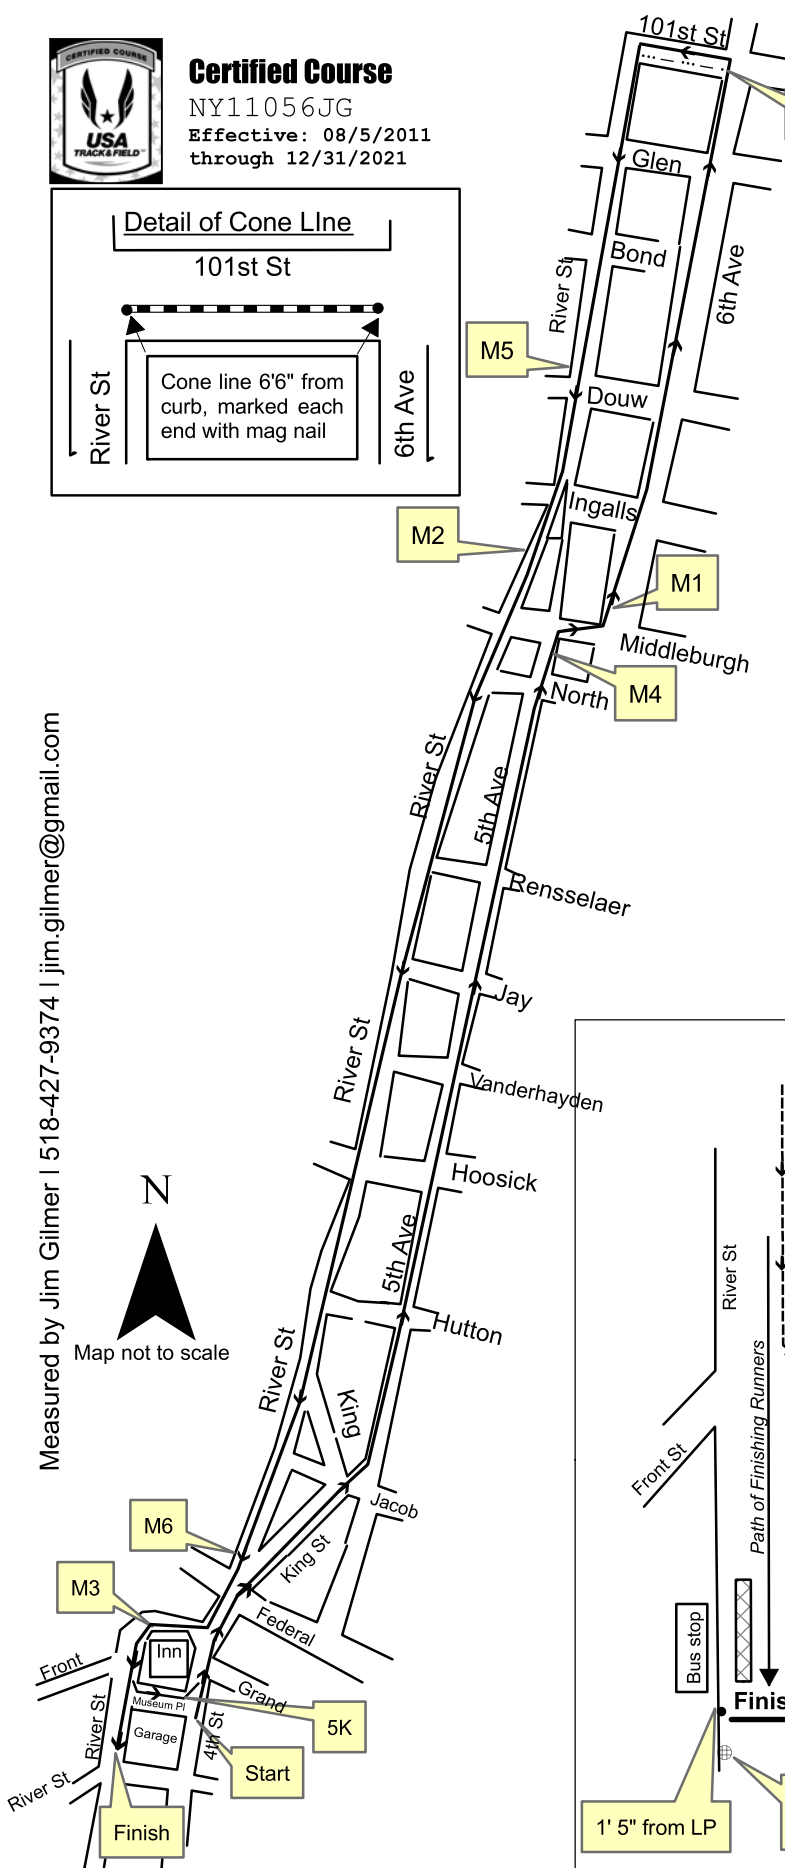 101st St
CERTIFIED COURSE
USA
TRACK&FIELD
Certified Course
NY11056JG
Effective: 08/5/2011
through 12/31/2021
Detail of Cone LIne
101st St
River St
6th Ave
Cone line 6'6" from
curb, marked each
end with mag nail
Glen
Bond
River St
6th Ave
M5
Douw
Ingalls
M2
M1
Middleburgh
M4
North
River St
5th Ave
Rensselaer
Jay
River St
Vanderhayden
Hoosick
5th Ave
Hutton
River St
King
Jacob
M6
King St
M3
Federal
Inn
Front
Grand
Museum Pl
5K
River St
Garage
4th St
Start
River St
Finish
N
Map not to scale
Measured by Jim Gilmer | 518-427-9374 | jim.gilmer@gmail.com
River St
Front St
Path of Finishing Runners
Bus stop
Finis
1' 5" from LP